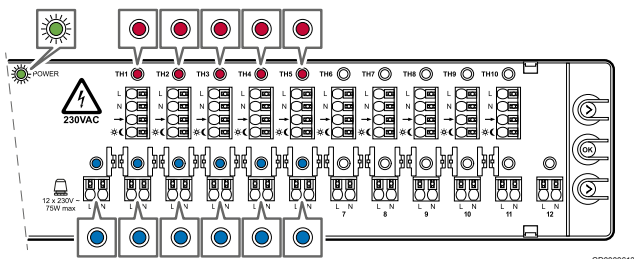 POWER TH1 TH2 TH3 TH4 TH5 TH6 TH7 TH8 TH9 TH10
L L L L L L L L L L
N N N N N N N N N N
230VAC
12 x 230V ~
75W max
L N L N L N L N L N L N L N L N L N L N L N L N
7 8 9 10 11 12
OK